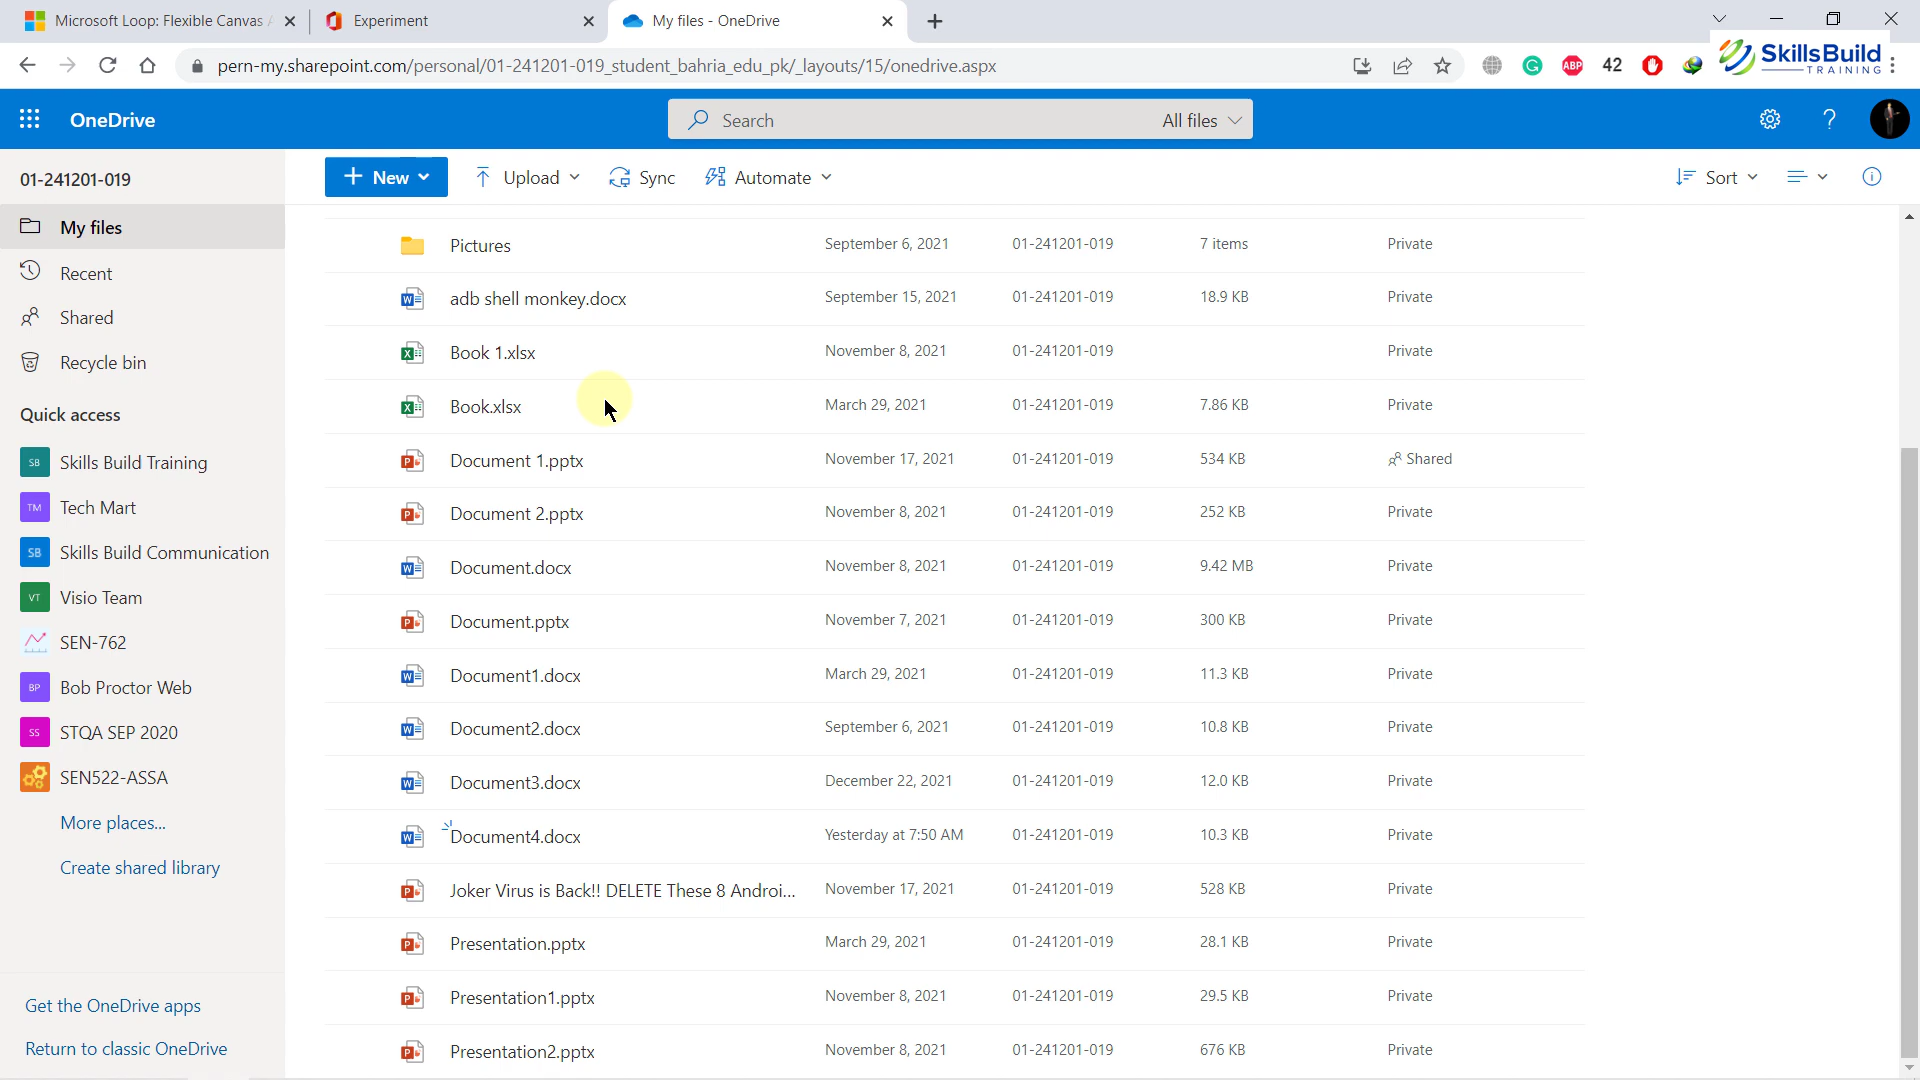 Microsoft Loop: Flexible Canvas
Experiment
My files - OneDrive
pern-my.sharepoint.com/personal/01-241201-019_student_bahria_edu_pk/_layouts/15/onedrive.aspx
ABP
42
SkillsBuild
TRAINING
OneDrive
Search
All files
01-241201-019
New
Upload
Sync
Automate
Sort
My files
Recent
Shared
Recycle bin
Quick access
SB Skills Build Training
TM Tech Mart
SB Skills Build Communication
VT Visio Team
SEN-762
BP Bob Proctor Web
SS STQA SEP 2020
SEN522-ASSA
More places...
Create shared library
Get the OneDrive apps
Return to classic OneDrive
Pictures September 6, 2021 01-241201-019 7 items Private
adb shell monkey.docx September 15, 2021 01-241201-019 18.9 KB Private
Book 1.xlsx November 8, 2021 01-241201-019 Private
Book.xlsx March 29, 2021 01-241201-019 7.86 KB Private
Document 1.pptx November 17, 2021 01-241201-019 534 KB Shared
Document 2.pptx November 8, 2021 01-241201-019 252 KB Private
Document.docx November 8, 2021 01-241201-019 9.42 MB Private
Document.pptx November 7, 2021 01-241201-019 300 KB Private
Document1.docx March 29, 2021 01-241201-019 11.3 KB Private
Document2.docx September 6, 2021 01-241201-019 10.8 KB Private
Document3.docx December 22, 2021 01-241201-019 12.0 KB Private
Document4.docx Yesterday at 7:50 AM 01-241201-019 10.3 KB Private
Joker Virus is Back!! DELETE These 8 Androi... November 17, 2021 01-241201-019 528 KB Private
Presentation.pptx March 29, 2021 01-241201-019 28.1 KB Private
Presentation1.pptx November 8, 2021 01-241201-019 29.5 KB Private
Presentation2.pptx November 8, 2021 01-241201-019 676 KB Private